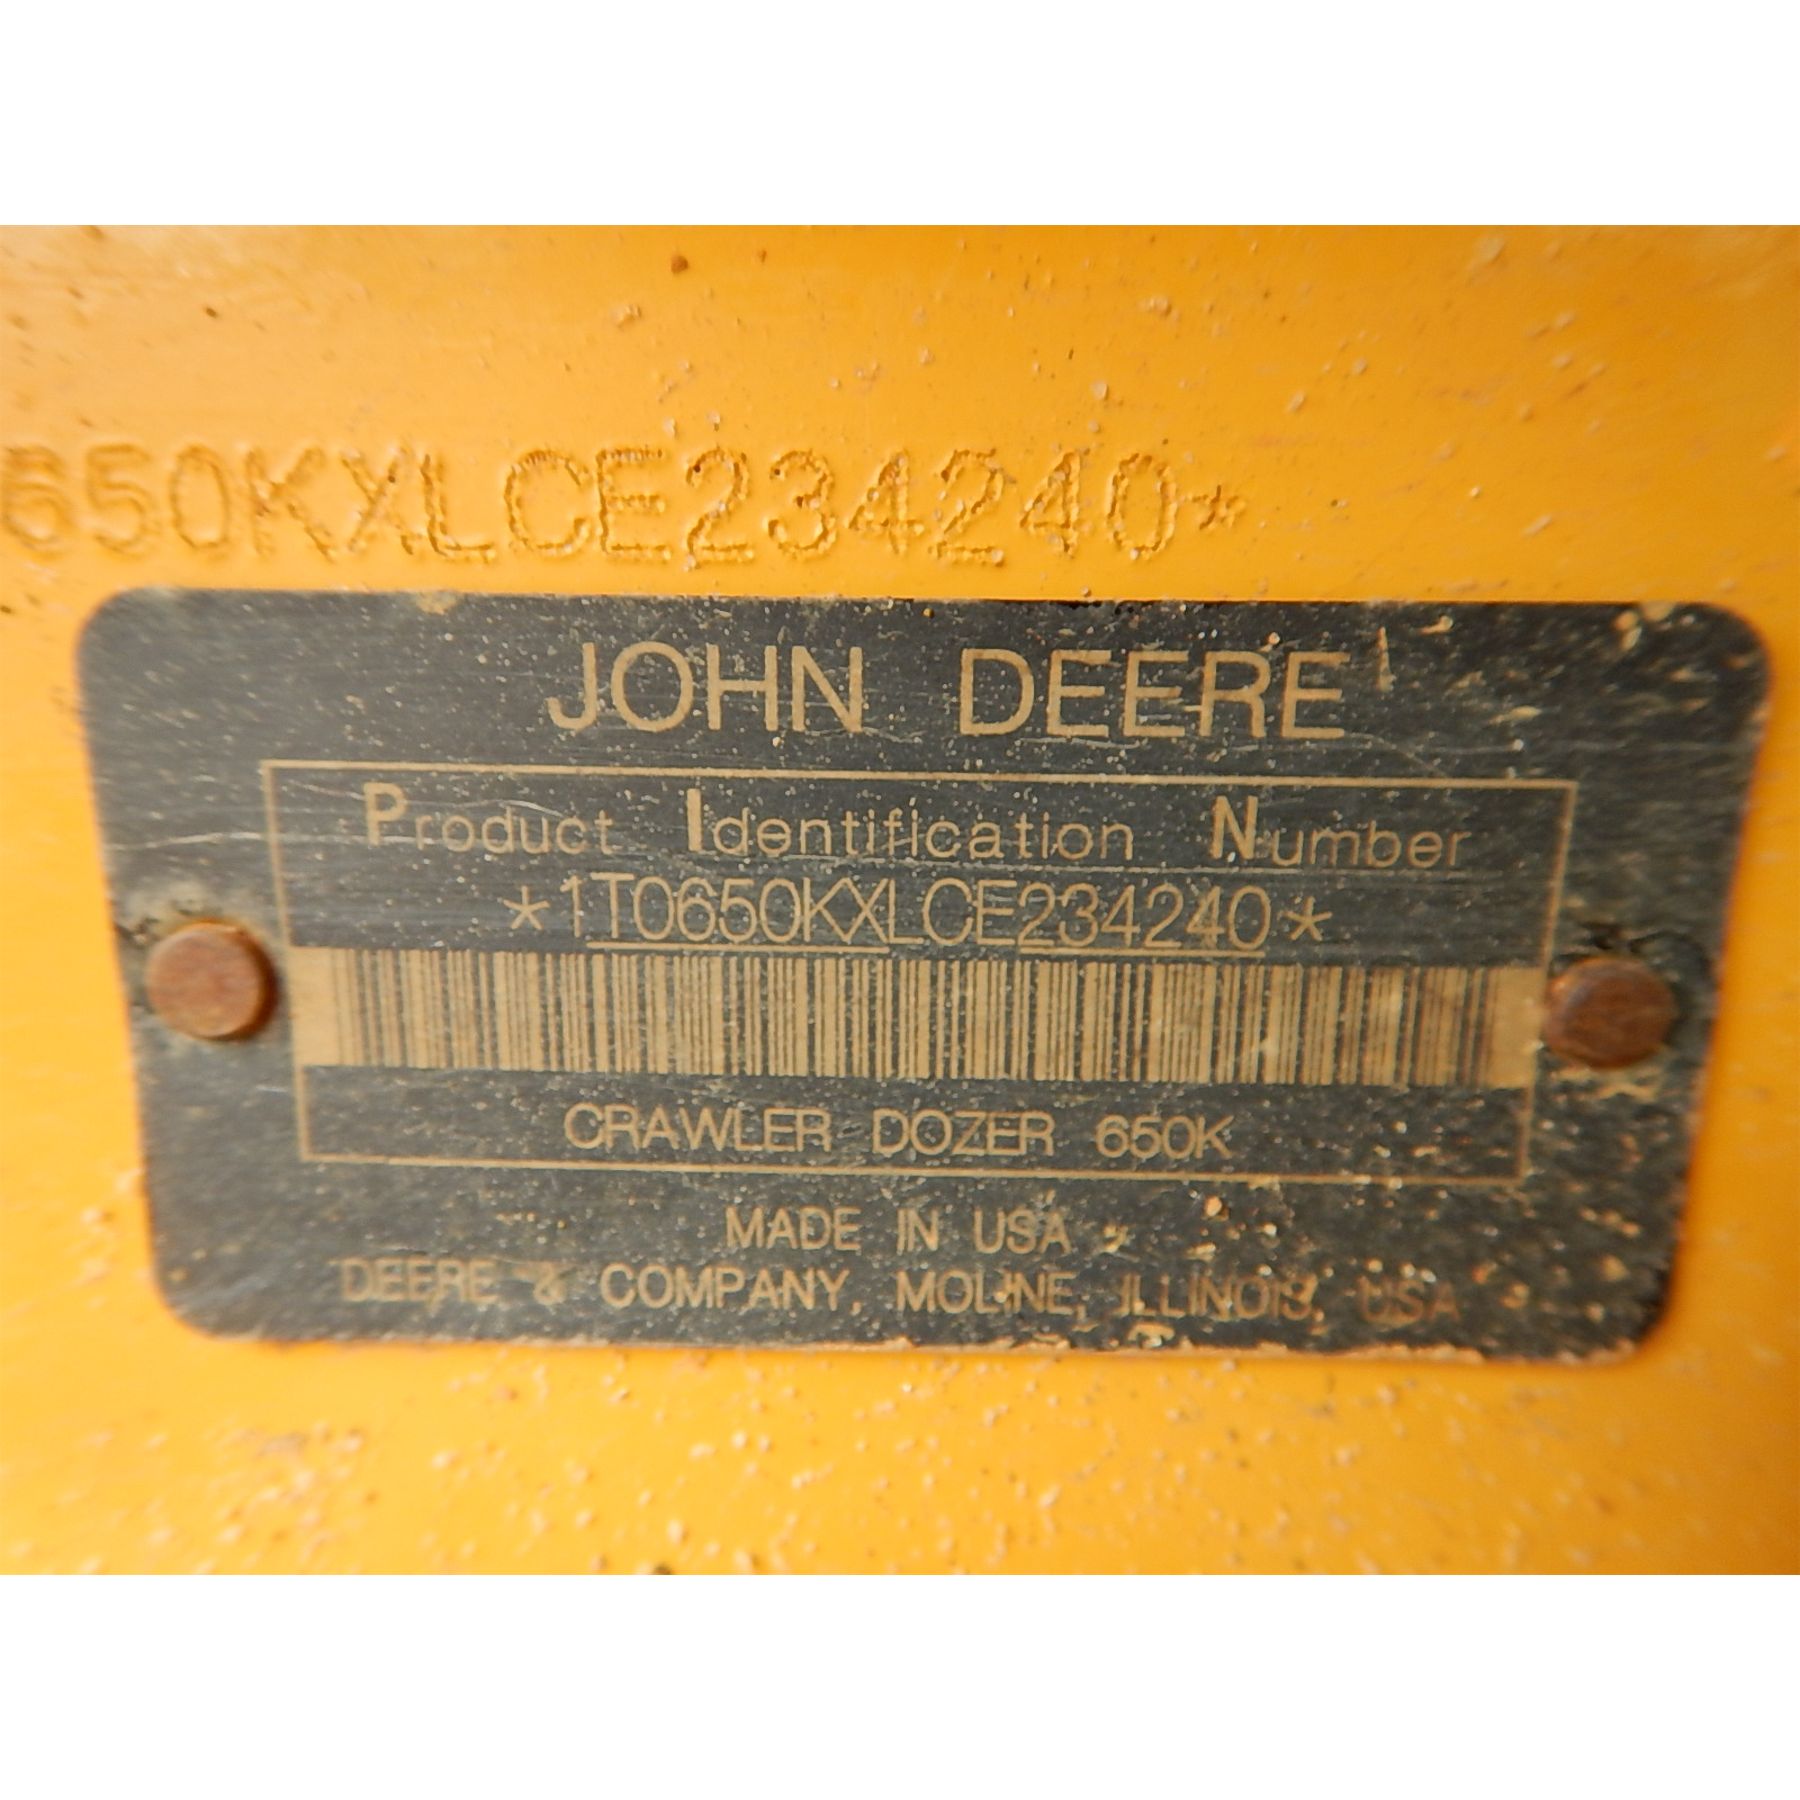 650KXLCE234240*
JOHN DEERE
Product Identification Number
*1T0650KXLCE234240*
CRAWLER DOZER 650K
MADE IN USA
DEERE & COMPANY, MOLINE, ILLINOIS, USA